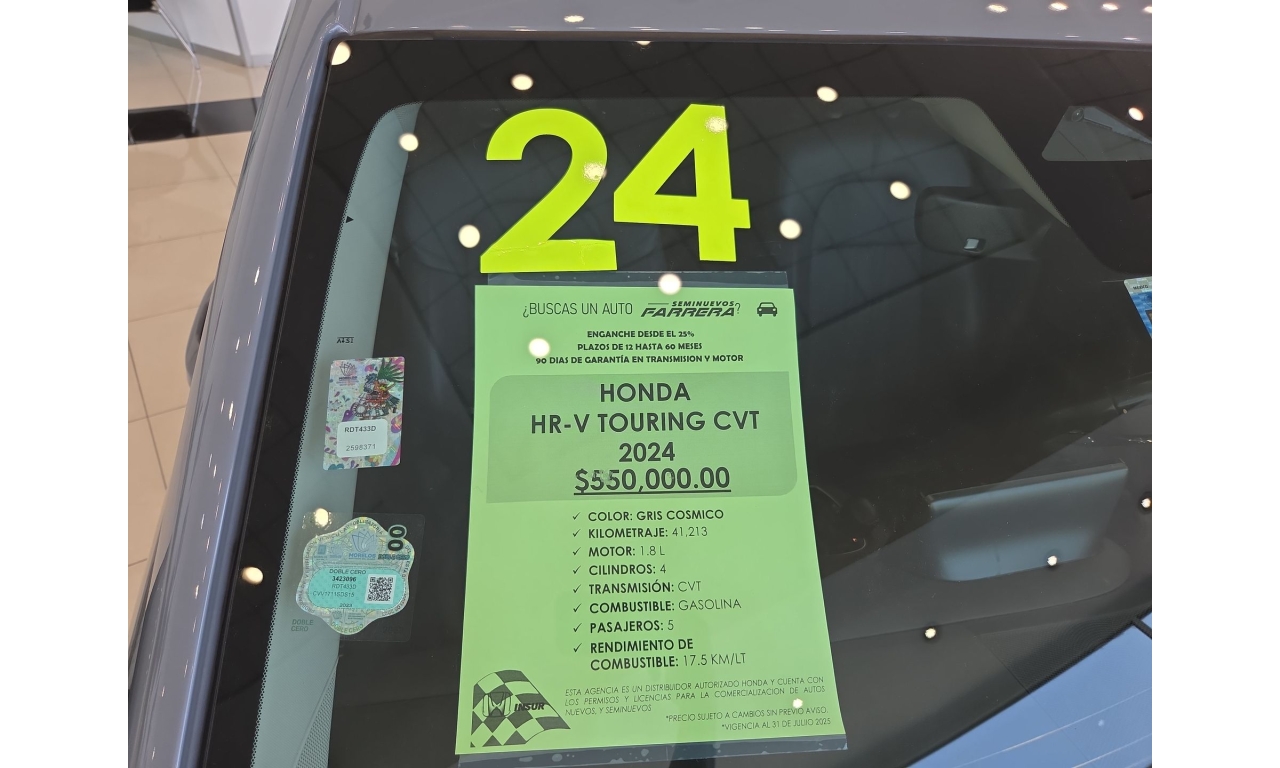 24
¿BUSCAS UN AUTO SEMINUEVOS FARRERA?
ENGANCHE DESDE EL 25%
PLAZOS DE 12 HASTA 60 MESES
90 DIAS DE GARANTÍA EN TRANSMISION Y MOTOR
HONDA
HR-V TOURING CVT
2024
$550,000.00
✓ COLOR: GRIS COSMICO
✓ KILOMETRAJE: 41,213
✓ MOTOR: 1.8 L
✓ CILINDROS: 4
✓ TRANSMISIÓN: CVT
✓ COMBUSTIBLE: GASOLINA
✓ PASAJEROS: 5
✓ RENDIMIENTO DE
COMBUSTIBLE: 17.5 KM/LT
INSUR
ESTA AGENCIA ES UN DISTRIBUIDOR AUTORIZADO HONDA Y CUENTA CON
LOS PERMISOS Y LICENCIAS PARA LA COMERCIALIZACION DE AUTOS
NUEVOS, Y SEMINUEVOS
*PRECIO SUJETO A CAMBIOS SIN PREVIO AVISO.
*VIGENCIA AL 31 DE JULIO 2025
RDT433D
2598371
00
MORELOS
DOBLE CERO
3423096
RDT433D
DOBLE
CERO